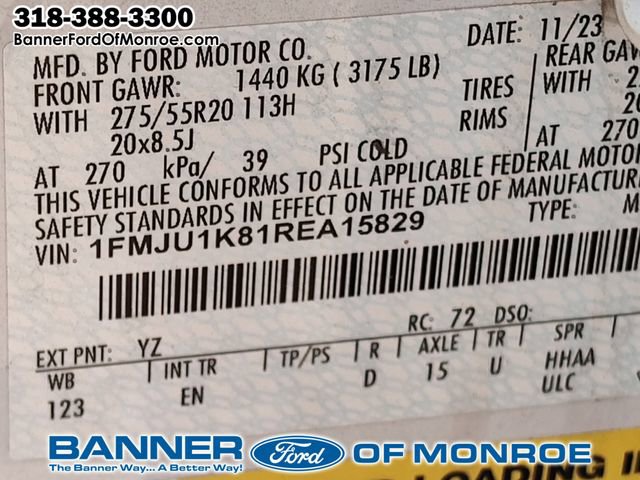 318-388-3300
BannerFordOfMonroe.com
MFD. BY FORD MOTOR CO.
DATE: 11/23
FRONT GAWR: 1440 KG ( 3175 LB)
REAR
WITH 275/55R20 113H TIRES WITH
20x8.5J RIMS
AT 270 kPa/ 39 PSI COLD AT 270
THIS VEHICLE CONFORMS TO ALL APPLICABLE FEDERAL MOTOR
SAFETY STANDARDS IN EFFECT ON THE DATE OF MANUFACTUR
VIN: 1FMJU1K81REA15829 TYPE: M
RC: 72 DSO:
EXT PNT: YZ
WB INT TR TP/PS R AXLE TR SPR
123 EN D 15 U HHAA
ULC
BANNER Ford OF MONROE
The Banner Way... A Better Way!
LOADING